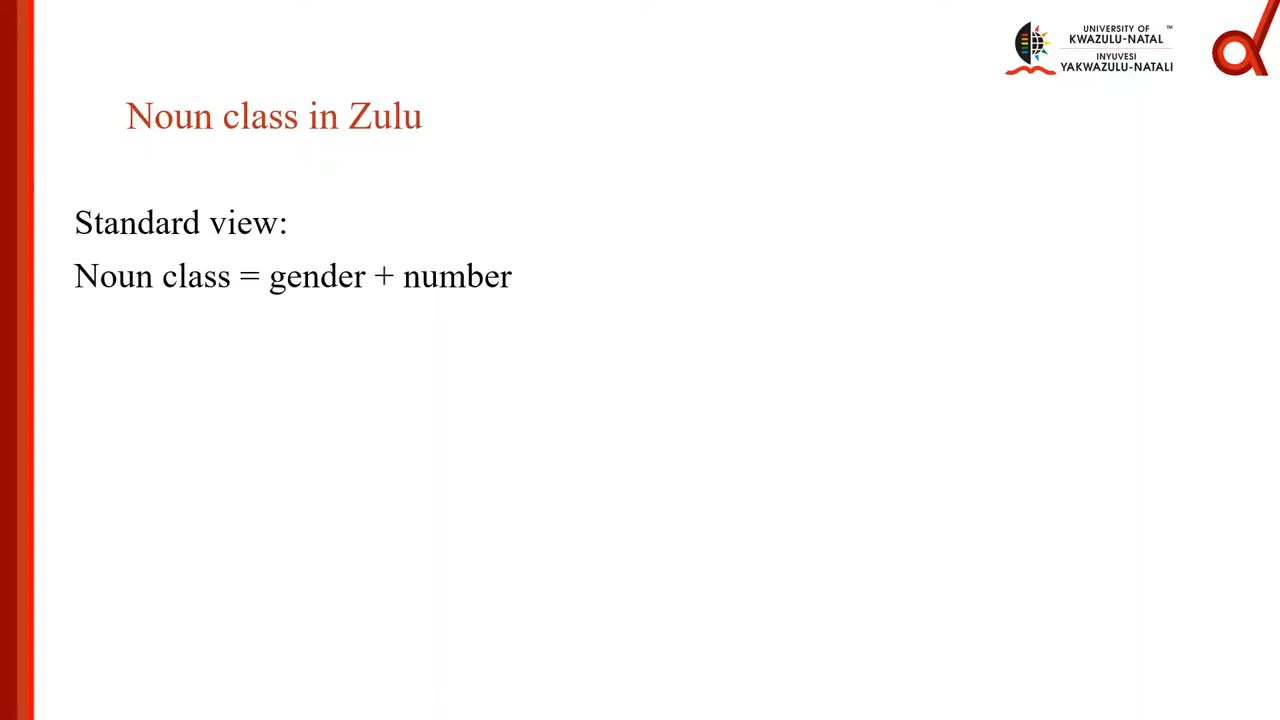 UNIVERSITY OF ™
KWAZULU-NATAL
INYUVESI
YAKWAZULU-NATALI
Noun class in Zulu
Standard view:
Noun class = gender + number